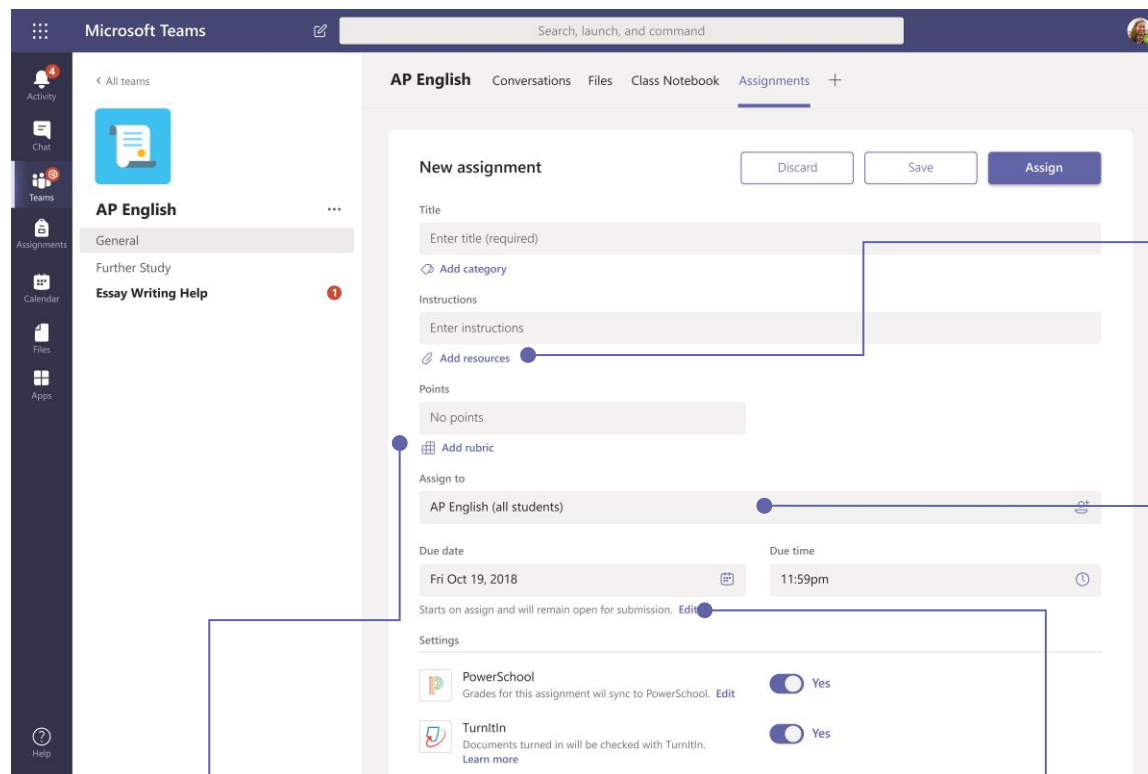 Microsoft Teams
Search, launch, and command
4
Activity
Chat
@
Teams
Assignments
Calendar
Files
Apps
Help
< All teams
AP English
...
General
Further Study
Essay Writing Help
1
AP English Conversations Files Class Notebook Assignments +
New assignment
Discard
Save
Assign
Title
Enter title (required)
Add category
Instructions
Enter instructions
Add resources
Points
No points
Add rubric
Assign to
AP English (all students)
Due date
Due time
Fri Oct 19, 2018
11:59pm
Starts on assign and will remain open for submission. Edit
Settings
PowerSchool
Grades for this assignment wil sync to PowerSchool. Edit
Yes
TurnItIn
Documents turned in will be checked with TurnItIn.
Learn more
Yes